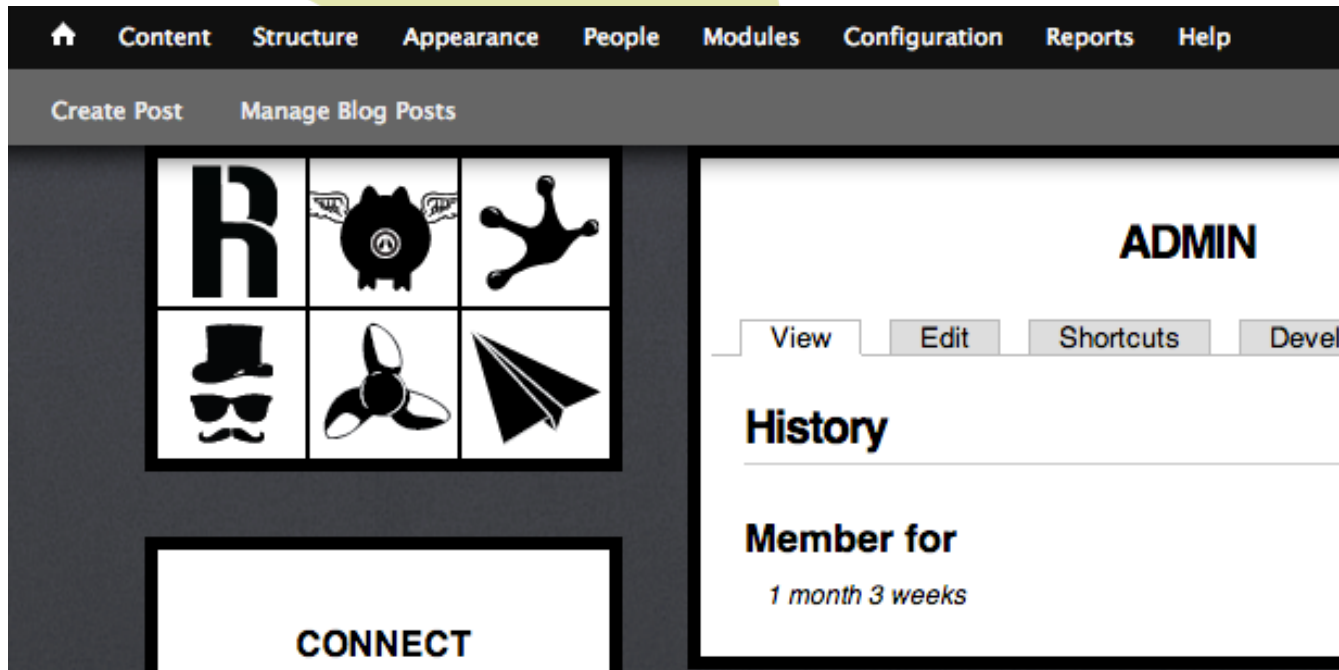 Content Structure Appearance People Modules Configuration Reports Help
Create Post Manage Blog Posts
R
ADMIN
View Edit Shortcuts Devel
History
Member for
1 month 3 weeks
CONNECT